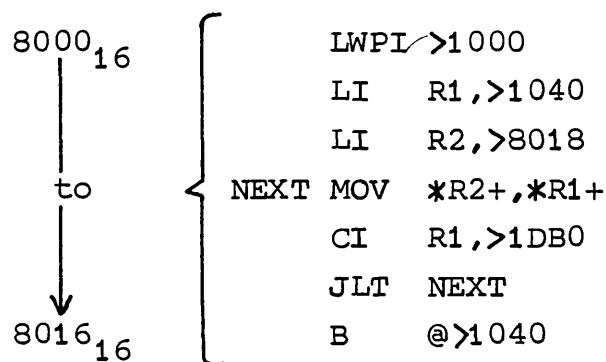 8000₁₆ LWPI >1000
LI R1,>1040
LI R2,>8018
to NEXT MOV *R2+,*R1+
CI R1,>1DB0
JLT NEXT
8016₁₆ B @>1040